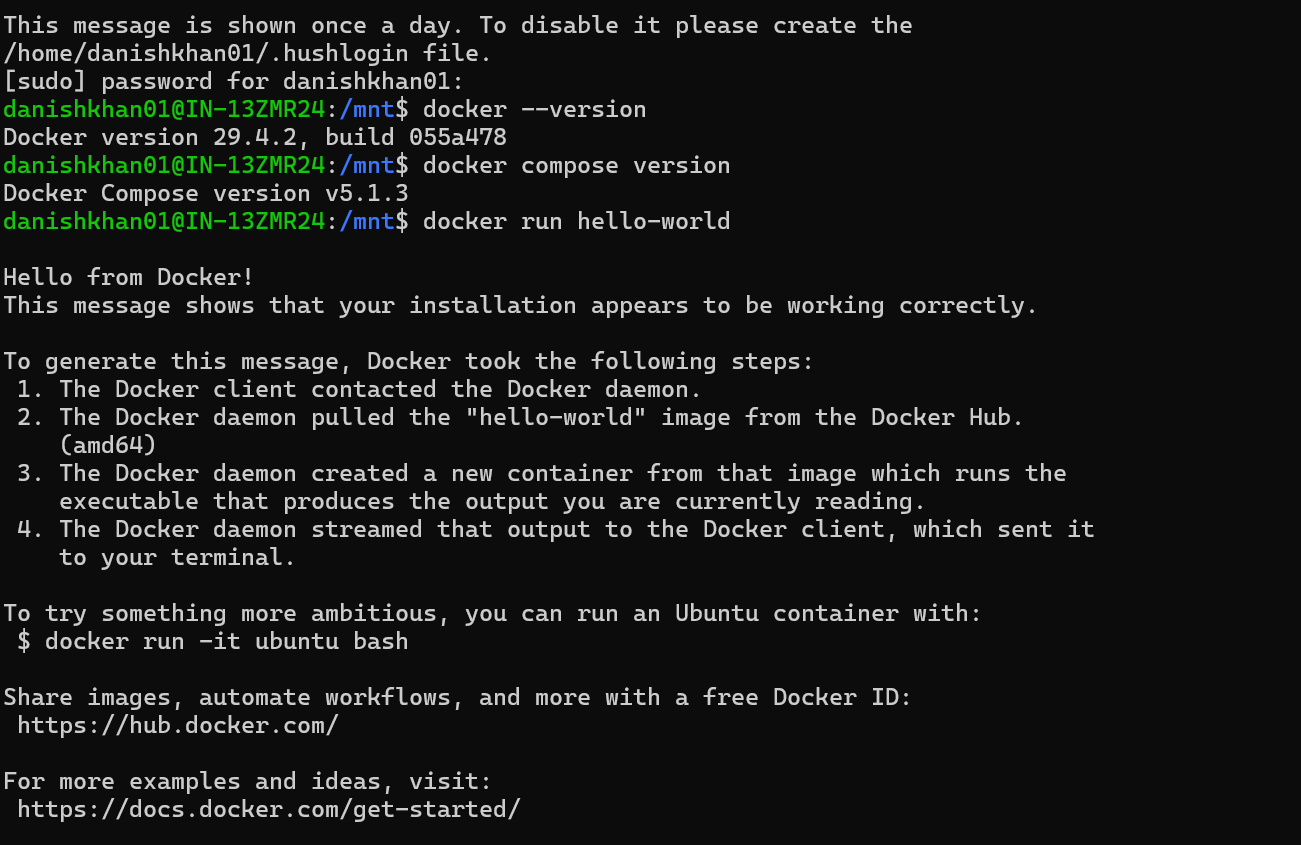 This message is shown once a day. To disable it please create the
/home/danishkhan01/.hushlogin file.
[sudo] password for danishkhan01:
danishkhan01@IN-13ZMR24:/mnt$ docker --version
Docker version 29.4.2, build 055a478
danishkhan01@IN-13ZMR24:/mnt$ docker compose version
Docker Compose version v5.1.3
danishkhan01@IN-13ZMR24:/mnt$ docker run hello-world

Hello from Docker!
This message shows that your installation appears to be working correctly.

To generate this message, Docker took the following steps:
 1. The Docker client contacted the Docker daemon.
 2. The Docker daemon pulled the "hello-world" image from the Docker Hub.
    (amd64)
 3. The Docker daemon created a new container from that image which runs the
    executable that produces the output you are currently reading.
 4. The Docker daemon streamed that output to the Docker client, which sent it
    to your terminal.

To try something more ambitious, you can run an Ubuntu container with:
 $ docker run -it ubuntu bash

Share images, automate workflows, and more with a free Docker ID:
 https://hub.docker.com/

For more examples and ideas, visit:
 https://docs.docker.com/get-started/